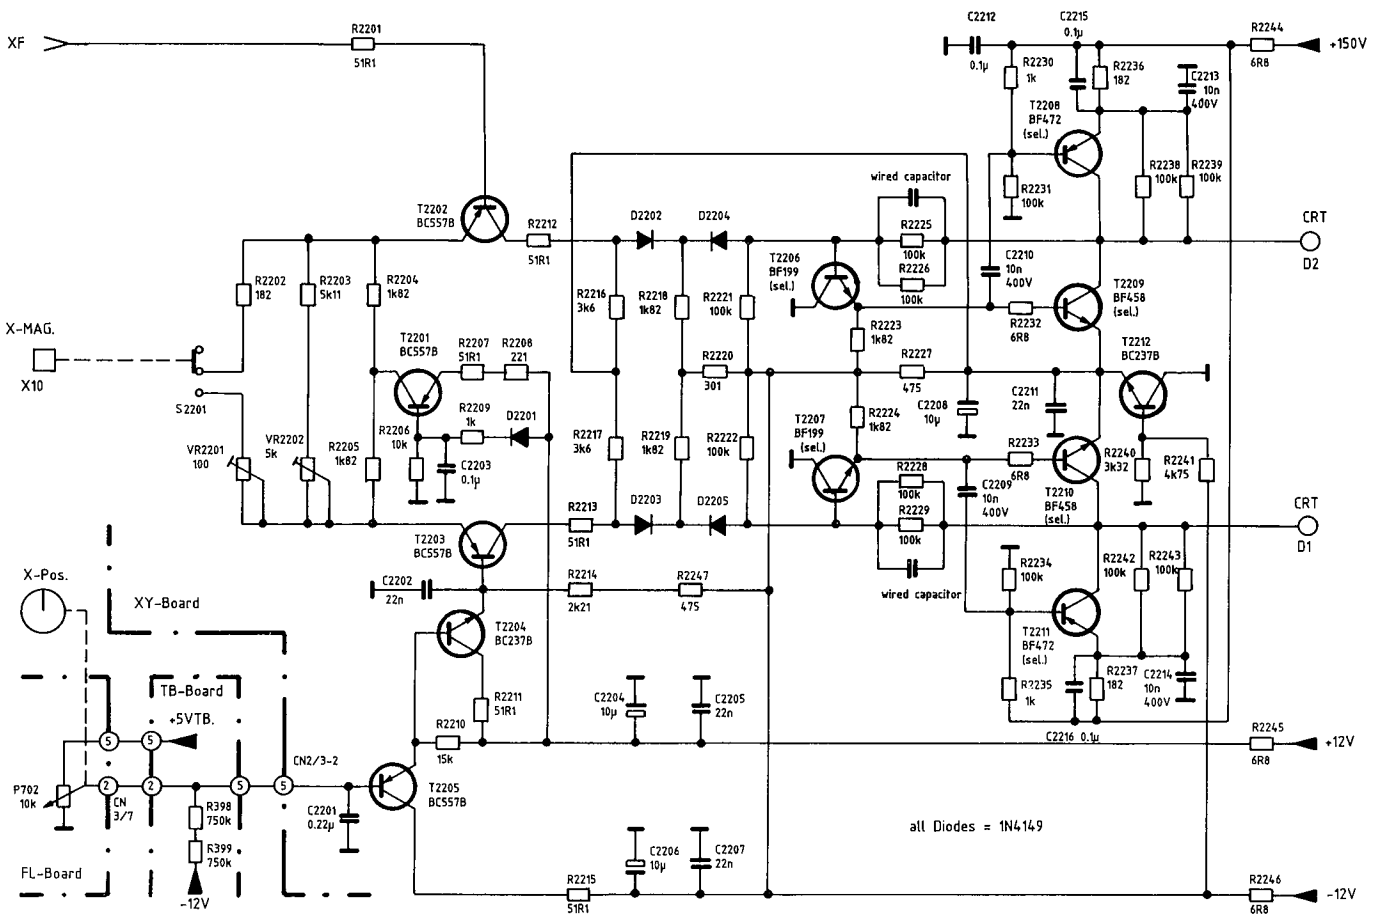 XF
R2201
51R1
C2212
0.1µ
C2215
0.1µ
R2244
6R8
+150V
R2230
1k
R2236
182
C2213
10n
400V
T2208
BF472
(sel.)
R2231
100k
R2238
100k
R2239
100k
wired capacitor
T2202
BC557B
R2212
51R1
D2202
D2204
R2225
100k
R2226
100k
CRT
D2
T2206
BF199
(sel.)
C2210
10n
400V
T2209
BF458
(sel.)
R2202
182
R2203
5k11
R2204
1k82
R2216
3k6
R2218
1k82
R2221
100k
R2232
6R8
X-MAG.
X10
T2201
BC557B
R2207
51R1
R2208
221
R2223
1k82
R2220
301
R2227
475
T2212
BC237B
S2201
R2209
1k
D2201
R2206
10k
C2203
0.1µ
VR2201
100
VR2202
5k
R2205
1k82
R2217
3k6
R2219
1k82
R2222
100k
T2207
BF199
(sel.)
R2224
1k82
C2208
10µ
C2211
22n
R2233
6R8
R2240
3k32
R2241
4k75
R2228
100k
R2229
100k
C2209
10n
400V
T2210
BF458
(sel.)
R2213
51R1
D2203
D2205
CRT
D1
T2203
BC557B
C2202
22n
R2214
2k21
R2247
475
wired capacitor
R2234
100k
R2242
100k
R2243
100k
X-Pos.
XY-Board
T2204
BC237B
T2211
BF472
(sel.)
R2211
51R1
C2204
10µ
C2205
22n
R2235
1k
R2237
182
C2214
10n
400V
C2216 0.1µ
TB-Board
+5VTB.
5
5
R2210
15k
R2245
6R8
+12V
CN2/3-2
P702
10k
2
2
5
5
CN
3/7
T2205
BC557B
R398
750k
C2201
0.22µ
R399
750k
FL-Board
-12V
C2206
10µ
C2207
22n
all Diodes = 1N4149
R2215
51R1
R2246
6R8
-12V